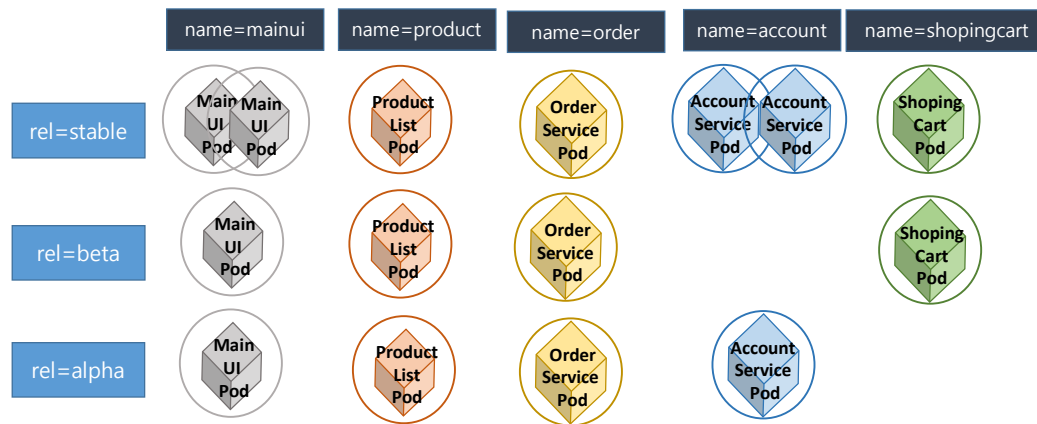 name=mainui
name=product
name=order
name=account
name=shopingcart
rel=stable
Main
UI
Pod
Main
UI
Pod
Product
List
Pod
Order
Service
Pod
Account
Service
Pod
Account
Service
Pod
Shoping
Cart
Pod
rel=beta
Main
UI
Pod
Product
List
Pod
Order
Service
Pod
Shoping
Cart
Pod
rel=alpha
Main
UI
Pod
Product
List
Pod
Order
Service
Pod
Account
Service
Pod